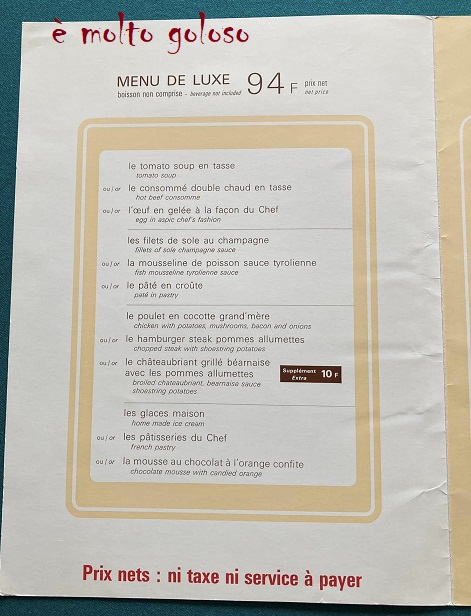 è molto goloso
MENU DE LUXE 94 F prix net
boisson non comprise - beverage not included net price
le tomato soup en tasse
tomato soup
ou/or le consommé double chaud en tasse
hot beef consomme
ou/or l'œuf en gelée à la façon du Chef
egg in aspic chef's fashion
les filets de sole au champagne
fillets of sole champagne sauce
ou/or la mousseline de poisson sauce tyrolienne
fish mousseline tyrolienne sauce
ou/or le pâté en croûte
paté in pastry
le poulet en cocotte grand'mère
chicken with potatoes, mushrooms, bacon and onions
ou/or le hamburger steak pommes allumettes
chopped steak with shoestring potatoes
ou/or le châteaubriant grillé béarnaise
avec les pommes allumettes
broiled chateaubriant, bearnaise sauce
shoestring potatoes
Supplément 10 F
Extra
les glaces maison
home made ice cream
ou/or les pâtisseries du Chef
french pastry
ou/or la mousse au chocolat à l'orange confite
chocolate mousse with candied orange
Prix nets : ni taxe ni service à payer